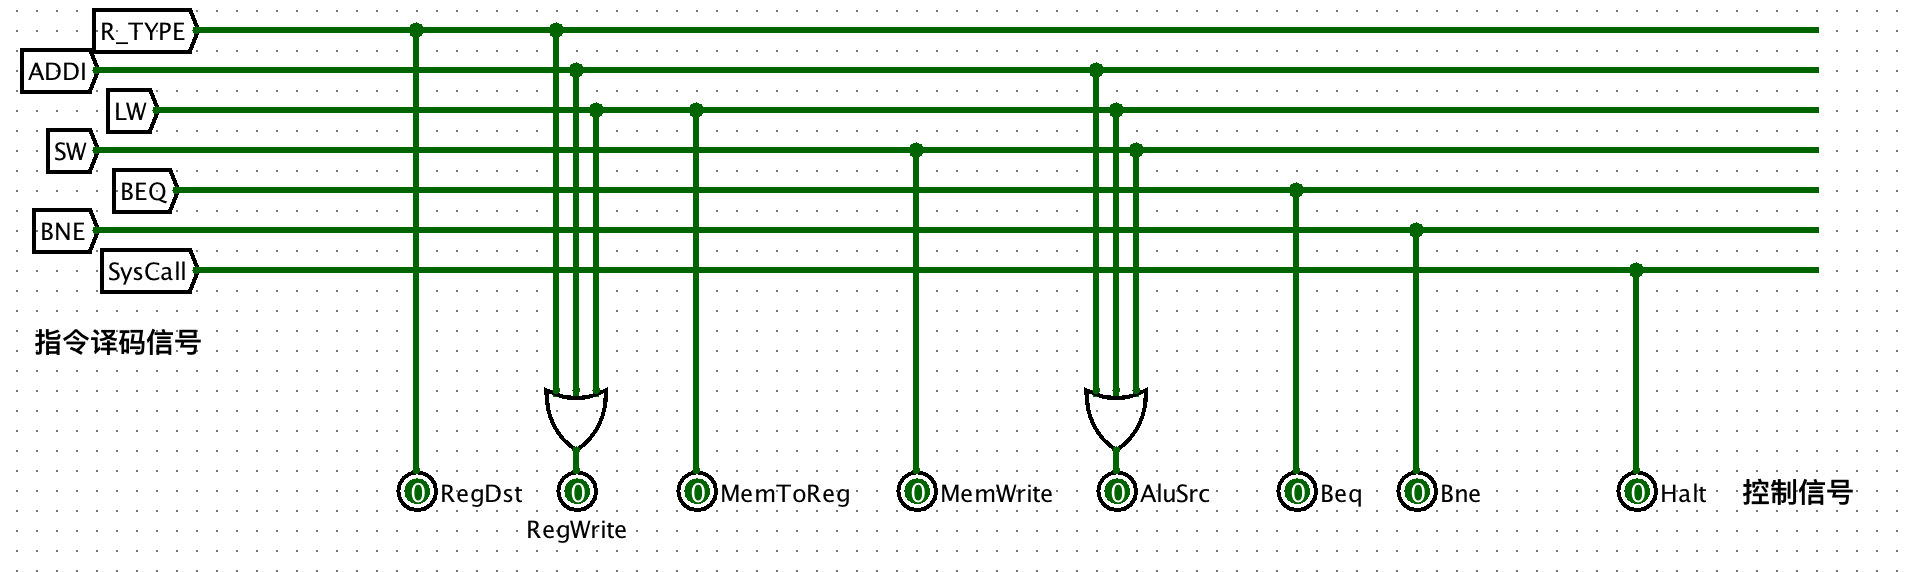 R_TYPE
ADDI
LW
SW
BEQ
BNE
SysCall
指令译码信号
0 RegDst 0 0 MemToReg 0 MemWrite 0 AluSrc 0 Beq 0 Bne 0 Halt 控制信号
RegWrite